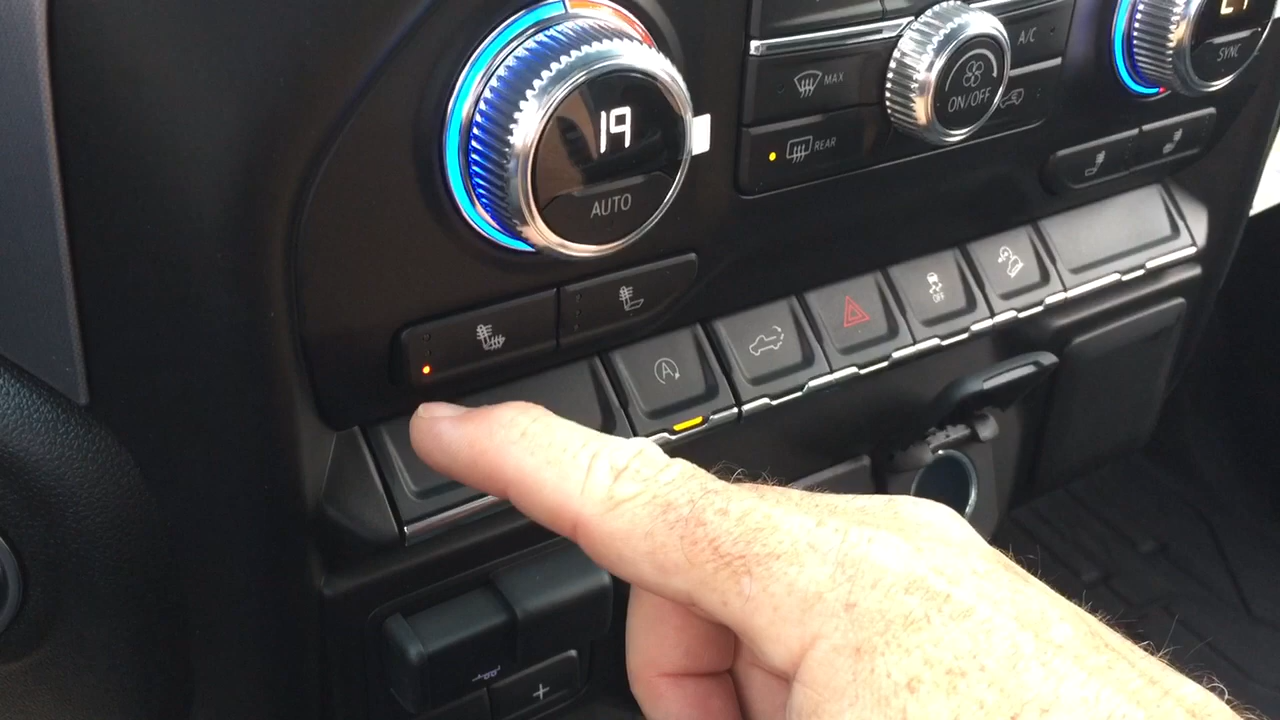 19
AUTO
MAX
REAR
A/C
ON/OFF
SYNC
A
OFF
+